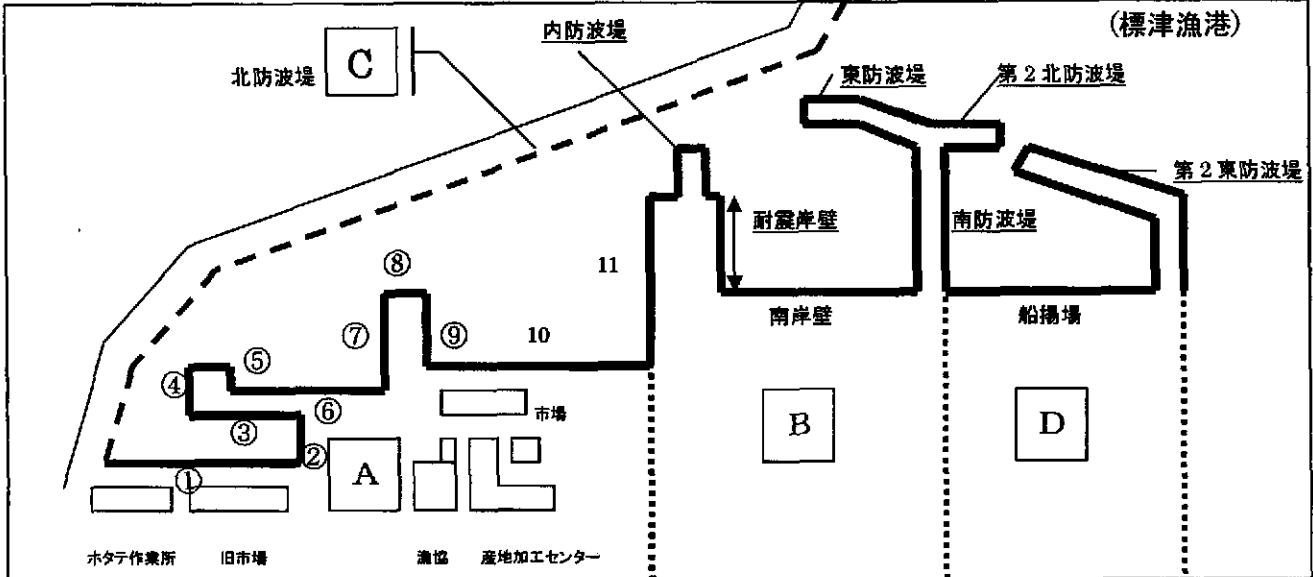 (標津漁港)
内防波堤
北防波堤
C
東防波堤
第2北防波堤
第2東防波堤
耐震岸壁
南防波堤
⑧
11
⑦
⑨
10
南岸壁
船揚場
⑤
④
⑥
③
②
①
市場
A
B
D
ホタテ作業所
旧市場
漁協
産地加工センター